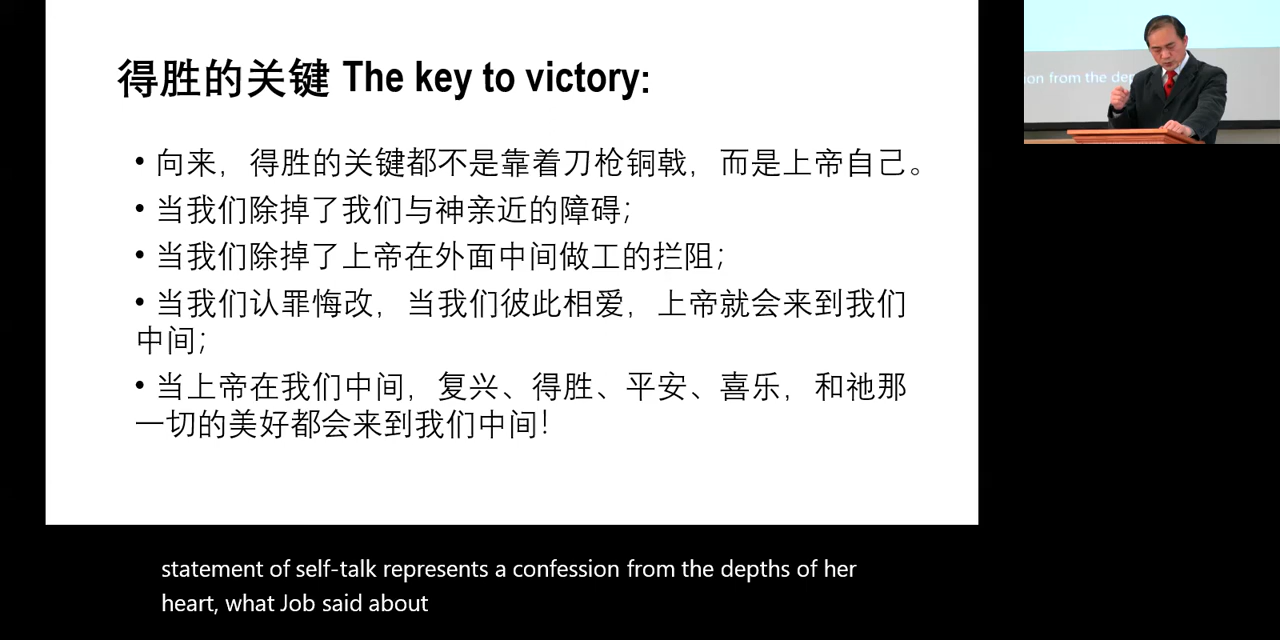 得胜的关键 The key to victory:
• 向来，得胜的关键都不是靠着刀枪铜戟，而是上帝自己。
• 当我们除掉了我们与神亲近的障碍；
• 当我们除掉了上帝在外面中间做工的拦阻；
• 当我们认罪悔改，当我们彼此相爱，上帝就会来到我们
中间；
• 当上帝在我们中间，复兴、得胜、平安、喜乐，和祂那
一切的美好都会来到我们中间！
ion from the dep
statement of self-talk represents a confession from the depths of her
heart, what Job said about